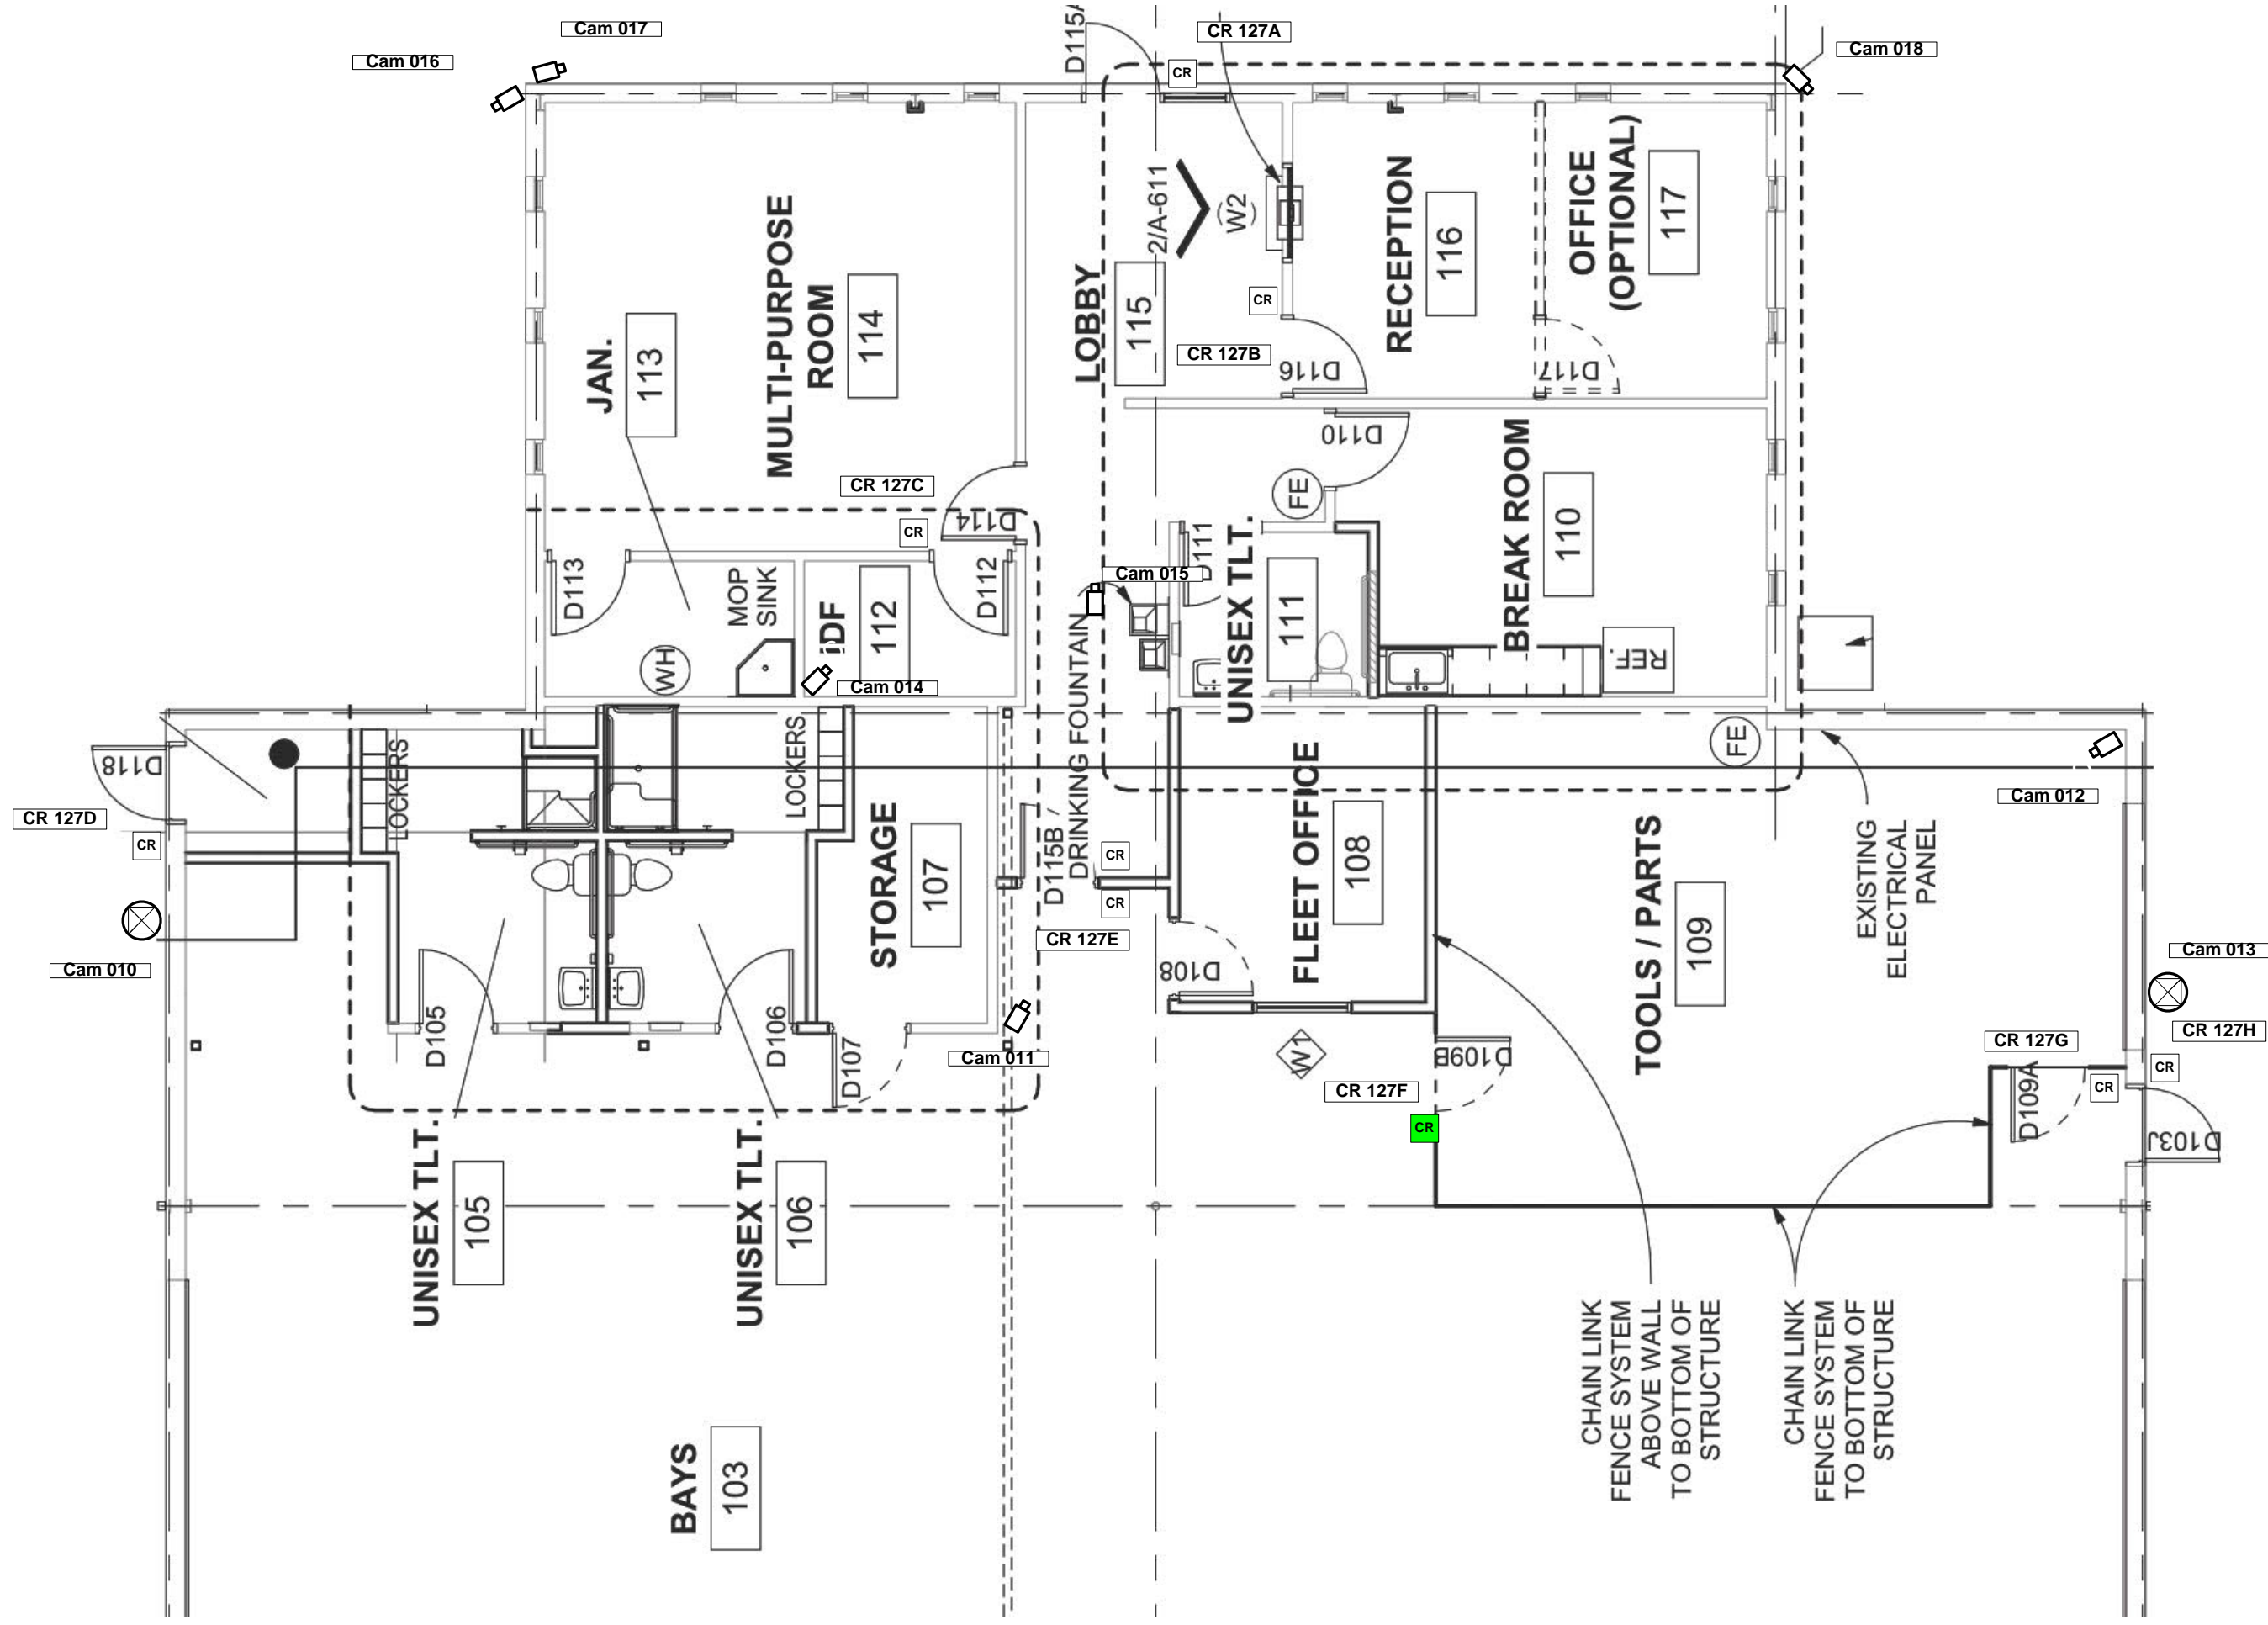 Cam 017
Cam 016
D115A
CR 127A
CR
Cam 018
MULTI-PURPOSE
ROOM
114
JAN.
113
LOBBY
115
2/A-611
(W2)
RECEPTION
116
OFFICE
(OPTIONAL)
117
CR
CR 127B
D116
D117
D110
CR 127C
CR
D114
FE
BREAK ROOM
110
D113
MOP
SINK
IDF
112
D112
Cam 015
D111
UNISEX TLT.
111
WH
Cam 014
REF.
DRINKING FOUNTAIN
D118
CR 127D
CR
LOCKERS
LOCKERS
STORAGE
107
D115B
CR
CR
CR 127E
FLEET OFFICE
108
D108
FE
TOOLS / PARTS
109
EXISTING
ELECTRICAL
PANEL
Cam 012
Cam 013
Cam 010
D105
D106
D107
Cam 011
W1
D109B
CR 127F
CR
CR 127G
CR 127H
CR
CR
D109A
D103J
UNISEX TLT.
105
UNISEX TLT.
106
BAYS
103
CHAIN LINK
FENCE SYSTEM
ABOVE WALL
TO BOTTOM OF
STRUCTURE
CHAIN LINK
FENCE SYSTEM
TO BOTTOM OF
STRUCTURE